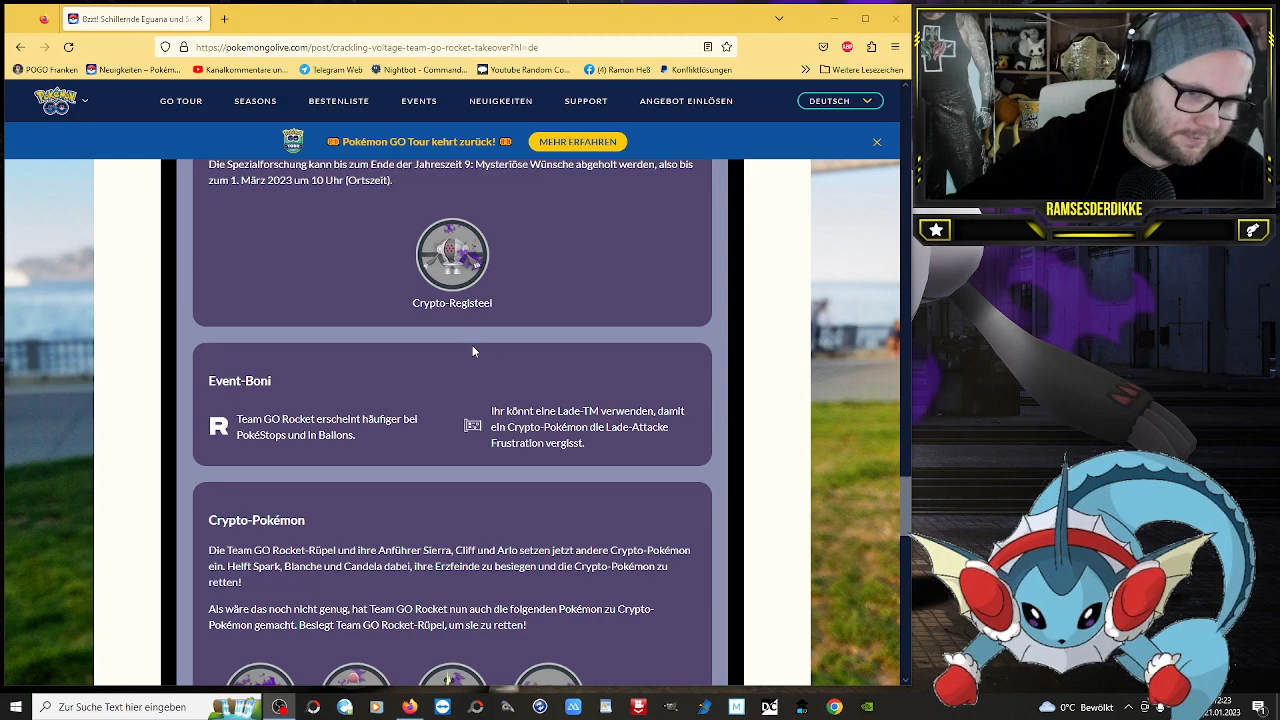 Bzzt! Schillernde Eguana und Sc
https://pokemongolive.com/post/crackling-voltage-team-go-rocket-takeover?hl=de
POGO Franken
Neuigkeiten – Pokém...
Kanalkommentare un...
Telegram Web
Nightbot - Comman...
Youtube Random Co...
(4) Ramon Heß
Konfliktlösungen
Weitere Lesezeichen
GO TOUR
SEASONS
BESTENLISTE
EVENTS
NEUIGKEITEN
SUPPORT
ANGEBOT EINLÖSEN
DEUTSCH
Pokémon GO Tour kehrt zurück!
MEHR ERFAHREN
Die Spezialforschung kann bis zum Ende der Jahreszeit 9: Mysteriöse Wünsche abgeholt werden, also bis
zum 1. März 2023 um 10 Uhr (Ortszeit).
Crypto-Registeel
Event-Boni
Team GO Rocket erscheint häufiger bei
PokéStops und in Ballons.
Ihr könnt eine Lade-TM verwenden, damit
ein Crypto-Pokémon die Lade-Attacke
Frustration vergisst.
Crypto-Pokémon
Die Team GO Rocket-Rüpel und ihre Anführer Sierra, Cliff und Arlo setzen jetzt andere Crypto-Pokémon
ein. Helft Spark, Blanche und Candela dabei, ihre Erzfeinde zu besiegen und die Crypto-Pokémon zu
retten!
Als wäre das noch nicht genug, hat Team GO Rocket nun auch die folgenden Pokémon zu Crypto-
Pokémon gemacht. Besiegt Team GO Rocket-Rüpel, um sie zu retten!
RAMSESDERDIKKE
Zur Suche Text hier eingeben
Bewölkt
12:23
21.01.2023